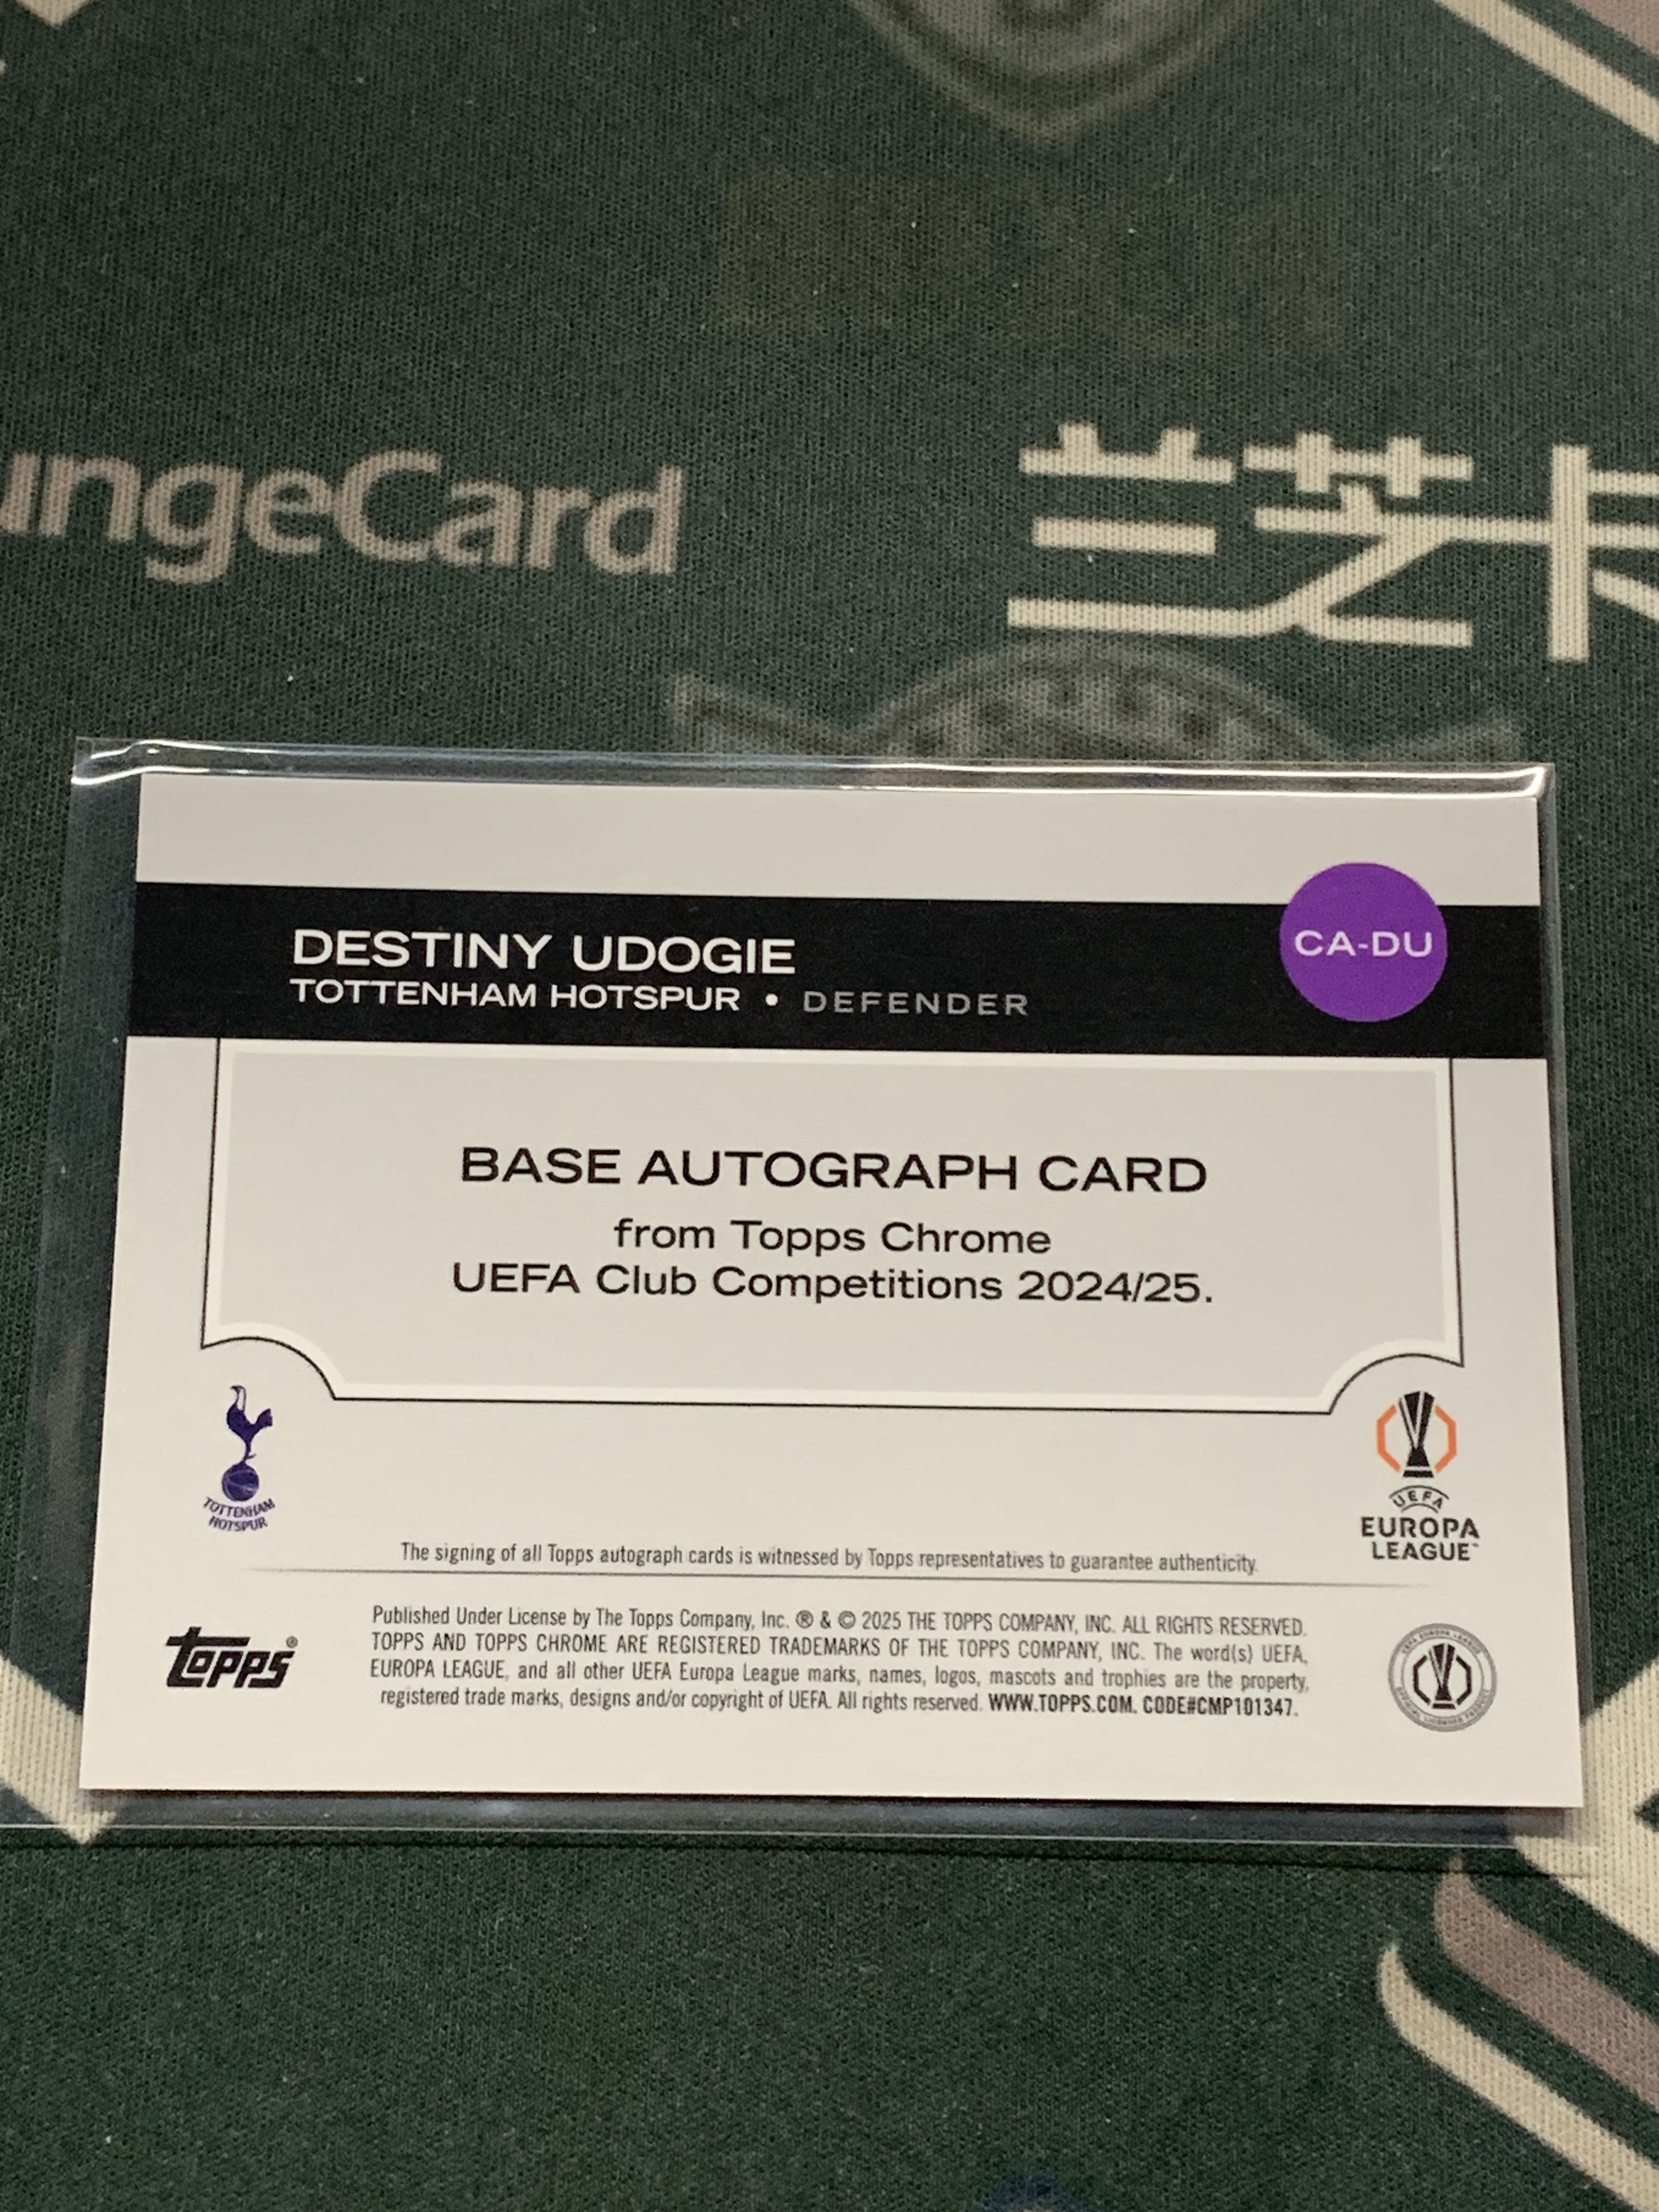 ngeCard
兰芝卡
DESTINY UDOGIE
TOTTENHAM HOTSPUR • DEFENDER
CA-DU
BASE AUTOGRAPH CARD
from Topps Chrome
UEFA Club Competitions 2024/25.
TOTTENHAM
HOTSPUR
UEFA
EUROPA
LEAGUE™
The signing of all Topps autograph cards is witnessed by Topps representatives to guarantee authenticity.
topps®
Published Under License by The Topps Company, Inc. ® & © 2025 THE TOPPS COMPANY, INC. ALL RIGHTS RESERVED.
TOPPS AND TOPPS CHROME ARE REGISTERED TRADEMARKS OF THE TOPPS COMPANY, INC. The word(s) UEFA,
EUROPA LEAGUE, and all other UEFA Europa League marks, names, logos, mascots and trophies are the property,
registered trade marks, designs and/or copyright of UEFA. All rights reserved. WWW.TOPPS.COM. CODE#CMP101347.